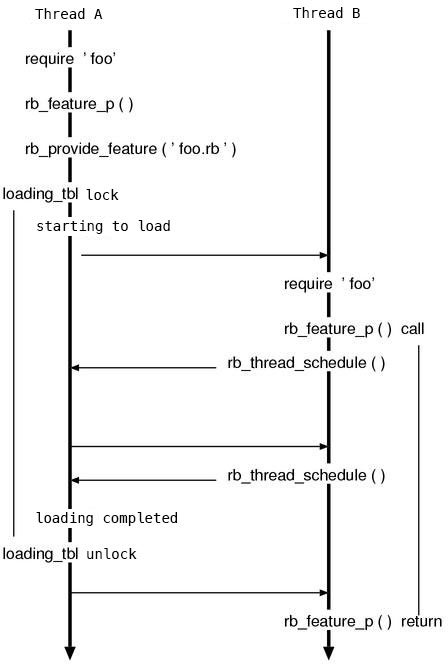 Thread A
Thread B
require ’ foo’
rb_feature_p ( )
rb_provide_feature ( ’ foo.rb ’ )
loading_tbl lock
starting to load
require ’ foo’
rb_feature_p ( ) call
rb_thread_schedule ( )
rb_thread_schedule ( )
loading completed
loading_tbl unlock
rb_feature_p ( ) return